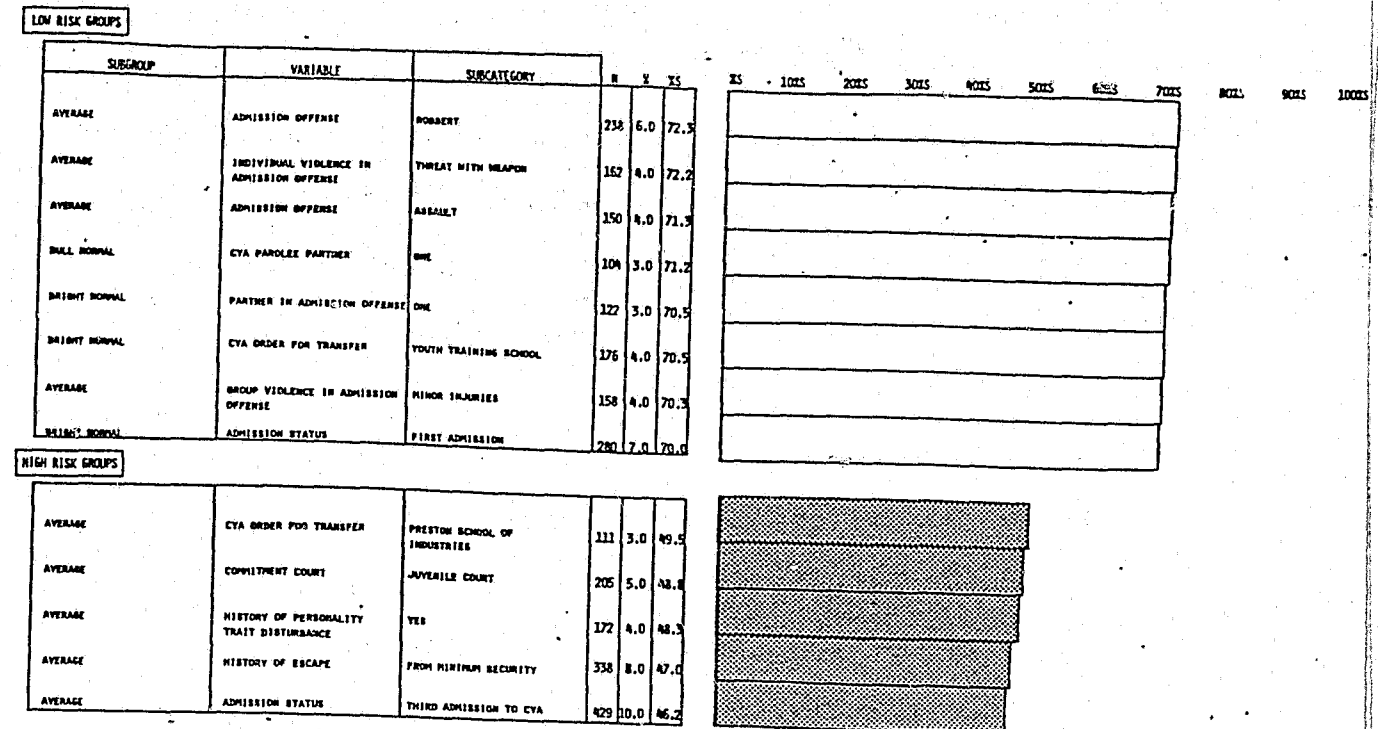 LOW RISK GROUPS
SUBGROUP VARIABLE SUBCATEGORY N % %S %S 10%S 20%S 30%S 40%S 50%S 70%S 80%S 90%S 100%S
AVERAGE ADMISSION OFFENSE ROBBERT 238 6.0 72.3
AVERAGE INDIVIDUAL VIOLENCE IN THREAT WITH WEAPON 162 4.0 72.2
ADMISSION OFFENSE
AVERAGE ADMISSION OFFENSE ASSAULT 150 4.0 71.3
DULL NORMAL CYA PAROLEE PARTNER ONE 104 3.0 71.2
BRIGHT NORMAL PARTNER IN ADMISSION OFFENSE ONE 122 3.0 70.5
BRIGHT NORMAL CYA ORDER FOR TRANSFER YOUTH TRAINING SCHOOL 176 4.0 70.5
AVERAGE GROUP VIOLENCE IN ADMISSION MINOR INJURIES 158 4.0 70.3
OFFENSE
BRIGHT NORMAL ADMISSION STATUS FIRST ADMISSION 280 7.0 70.0
HIGH RISK GROUPS
AVERAGE CYA ORDER FOR TRANSFER PRESTON SCHOOL OF 111 3.0 49.5
INDUSTRIES
AVERAGE COMMITMENT COURT JUVENILE COURT 205 5.0 48.8
AVERAGE HISTORY OF PERSONALITY YES 172 4.0 48.3
TRAIT DISTURBANCE
AVERAGE HISTORY OF ESCAPE FROM MINIMUM SECURITY 338 8.0 47.0
AVERAGE ADMISSION STATUS THIRD ADMISSION TO CYA 429 10.0 46.2